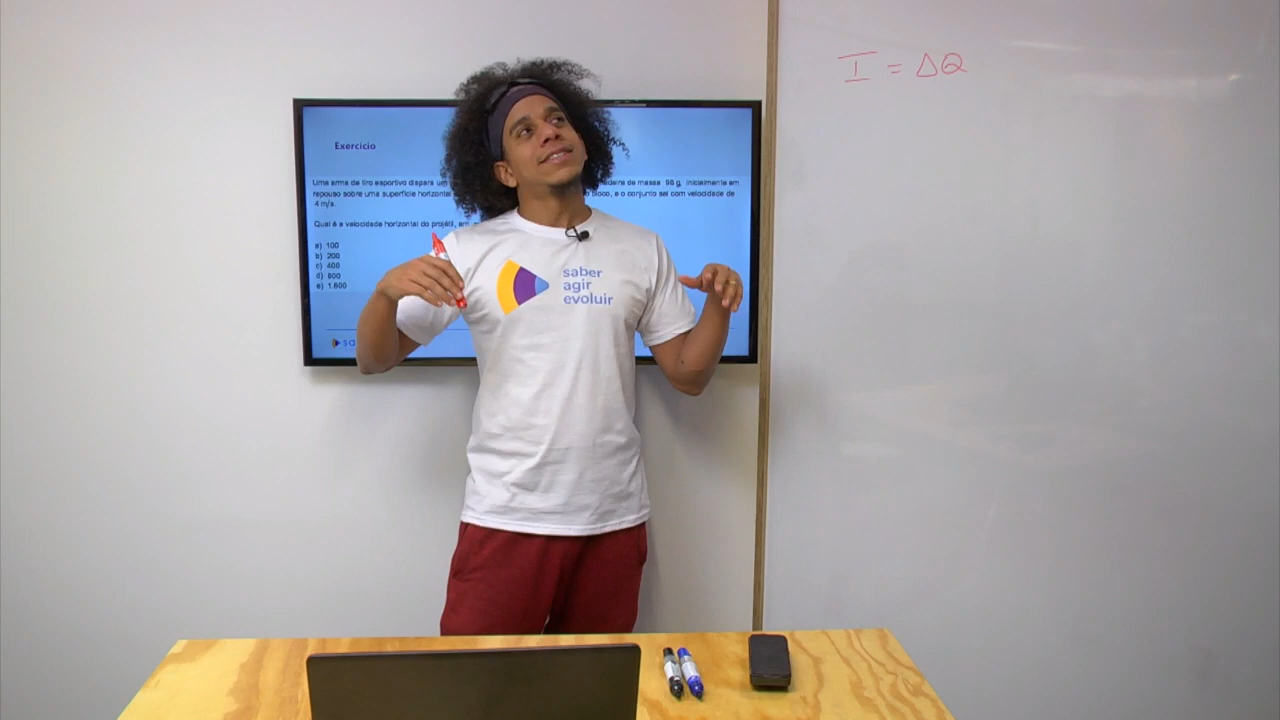 Exercício
Uma arma de tiro esportivo dispara um
madeira de massa 98 g, inicialmente em
repouso sobre uma superfície horizontal
bloco, e o conjunto sai com velocidade de
4 m/s.
Qual é a velocidade horizontal do projétil, em
a) 100
b) 200
c) 400
d) 800
e) 1.600
saber
agir
evoluir
I = ΔQ